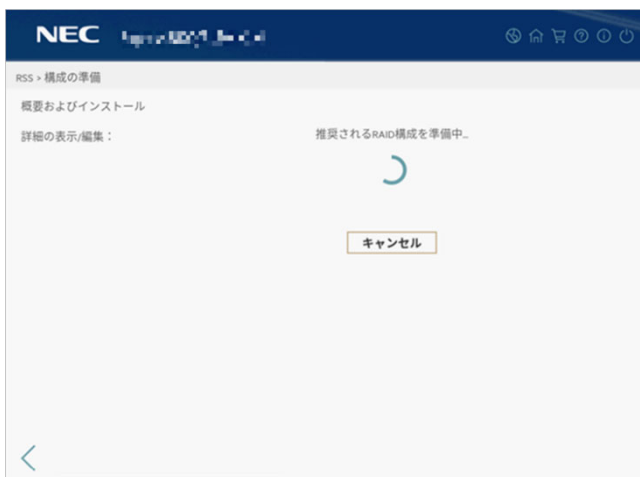 NEC
RSS › 構成の準備
概要およびインストール
詳細の表示/編集：
推奨されるRAID構成を準備中...
キャンセル